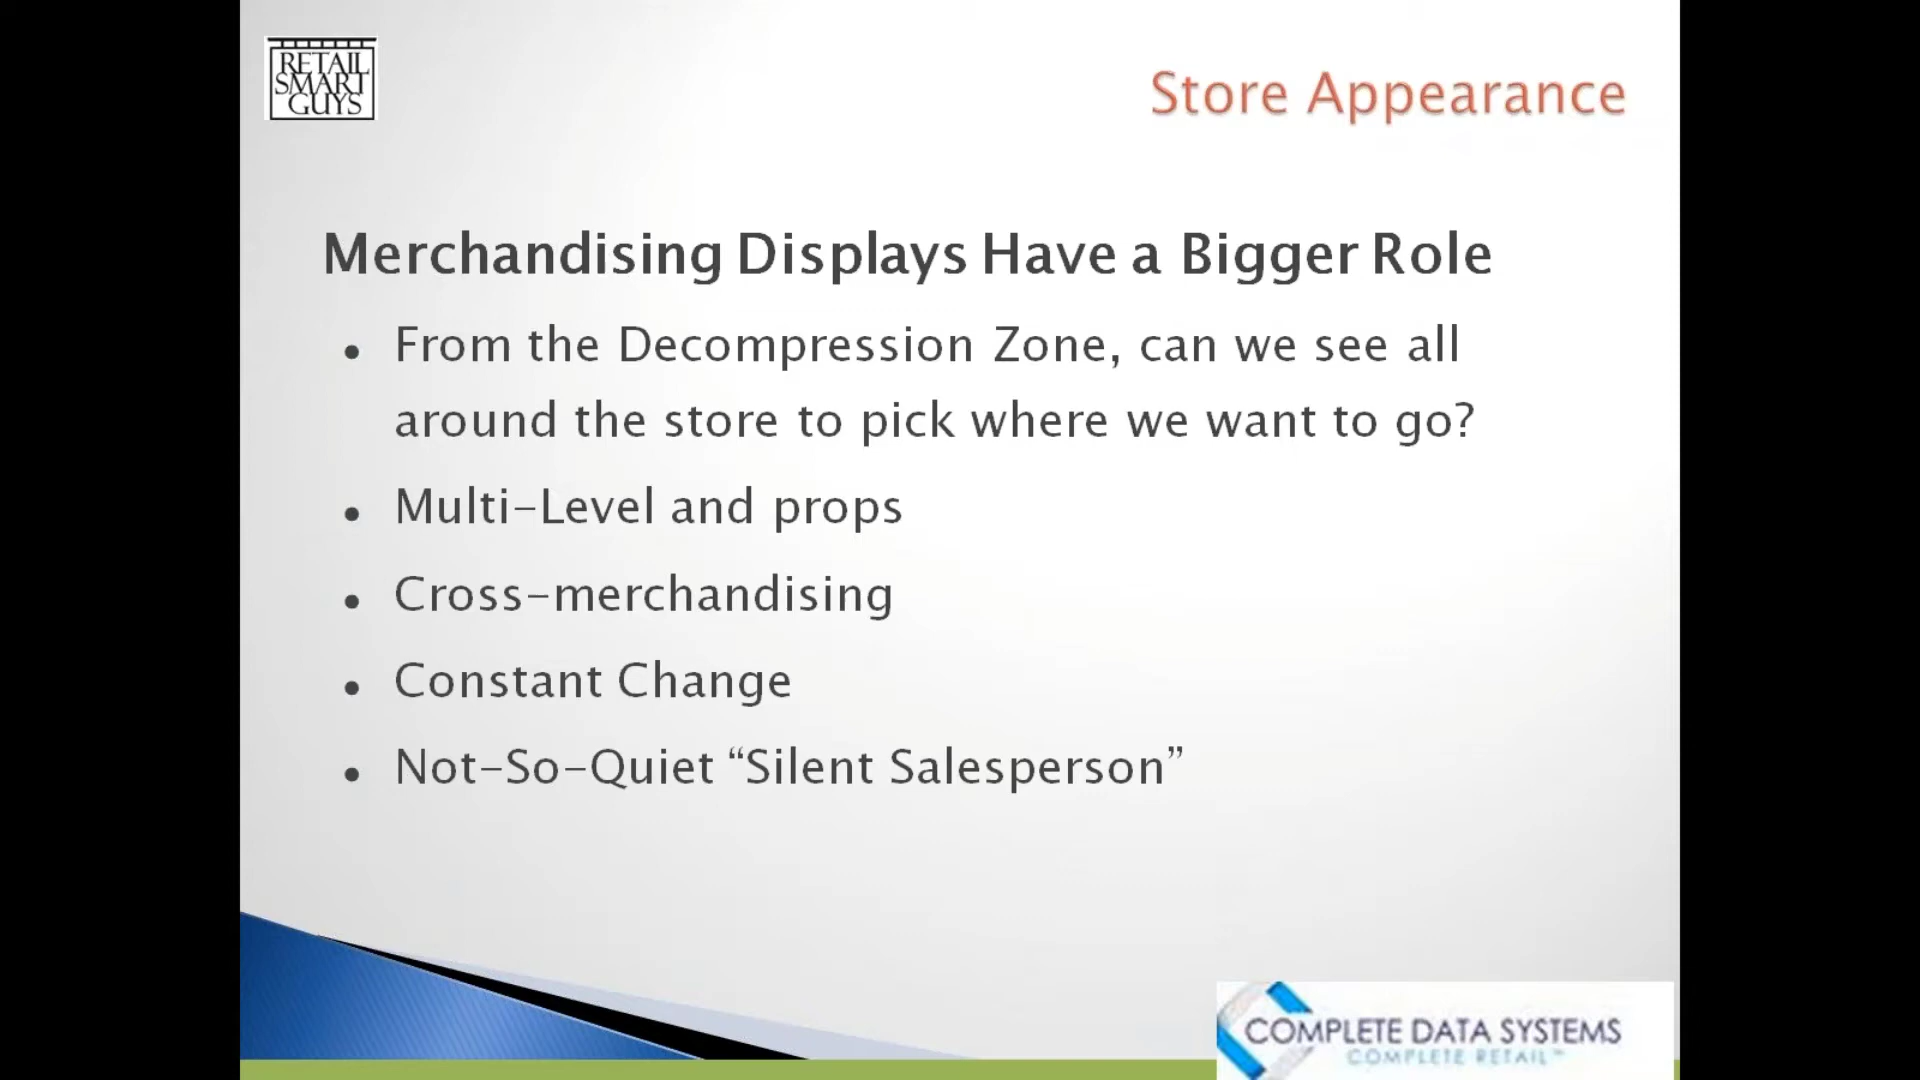 RETAIL
SMART
GUYS
Store Appearance
Merchandising Displays Have a Bigger Role
• From the Decompression Zone, can we see all
around the store to pick where we want to go?
• Multi-Level and props
• Cross-merchandising
• Constant Change
• Not-So-Quiet “Silent Salesperson”
COMPLETE DATA SYSTEMS
COMPLETE RETAIL™